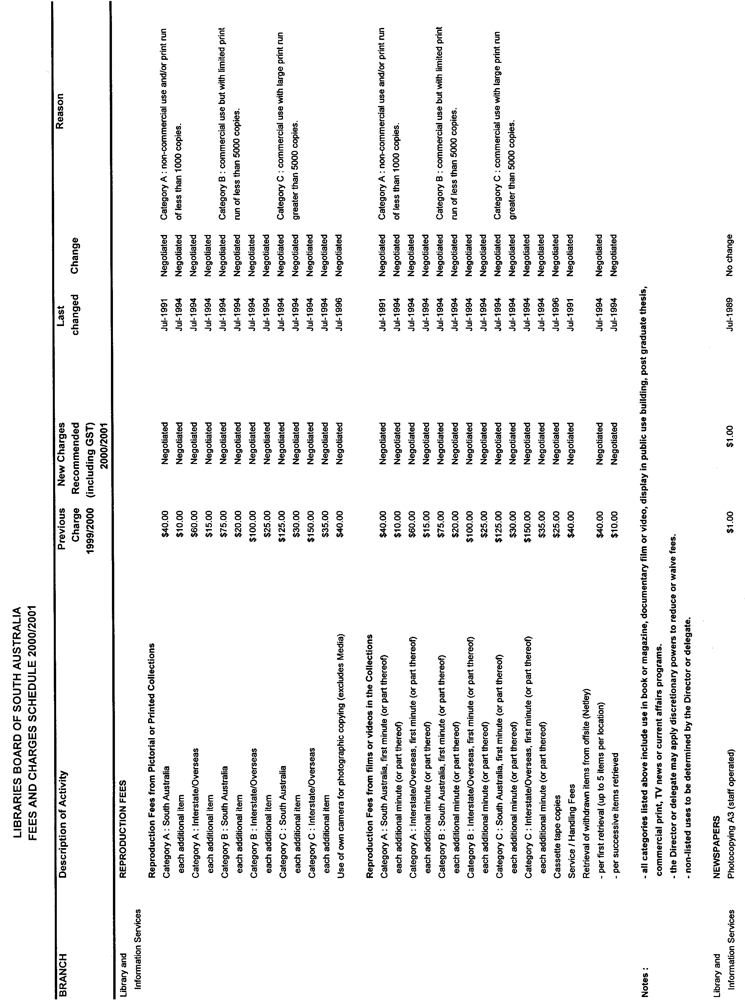 LIBRARIES BOARD OF SOUTH AUSTRALIA
FEES AND CHARGES SCHEDULE 2000/2001
BRANCH Description of Activity Previous New Charges Last Reason
Charge Recommended changed Change
1999/2000 (including GST)
2000/2001
Library and REPRODUCTION FEES
Information Services
Reproduction Fees from Pictorial or Printed Collections
Category A : South Australia $40.00 Negotiated Jul-1991 Negotiated Category A : non-commercial use and/or print run
each additional item $10.00 Negotiated Jul-1994 Negotiated of less than 1000 copies.
Category A : Interstate/Overseas $60.00 Negotiated Jul-1994 Negotiated
each additional item $15.00 Negotiated Jul-1994 Negotiated
Category B : South Australia $75.00 Negotiated Jul-1994 Negotiated Category B : commercial use but with limited print
each additional item $20.00 Negotiated Jul-1994 Negotiated run of less than 5000 copies.
Category B : Interstate/Overseas $100.00 Negotiated Jul-1994 Negotiated
each additional item $25.00 Negotiated Jul-1994 Negotiated
Category C : South Australia $125.00 Negotiated Jul-1994 Negotiated Category C : commercial use with large print run
each additional item $30.00 Negotiated Jul-1994 Negotiated greater than 5000 copies.
Category C : Interstate/Overseas $150.00 Negotiated Jul-1994 Negotiated
each additional item $35.00 Negotiated Jul-1994 Negotiated
Use of own camera for photographic copying (excludes Media) $40.00 Negotiated Jul-1996 Negotiated
Reproduction Fees from films or videos in the Collections
Category A : South Australia, first minute (or part thereof) $40.00 Negotiated Jul-1991 Negotiated Category A : non-commercial use and/or print run
each additional minute (or part thereof) $10.00 Negotiated Jul-1994 Negotiated of less than 1000 copies.
Category A : Interstate/Overseas, first minute (or part thereof) $60.00 Negotiated Jul-1994 Negotiated
each additional minute (or part thereof) $15.00 Negotiated Jul-1994 Negotiated
Category B : South Australia, first minute (or part thereof) $75.00 Negotiated Jul-1994 Negotiated Category B : commercial use but with limited print
each additional minute (or part thereof) $20.00 Negotiated Jul-1994 Negotiated run of less than 5000 copies.
Category B : Interstate/Overseas, first minute (or part thereof) $100.00 Negotiated Jul-1994 Negotiated
each additional minute (or part thereof) $25.00 Negotiated Jul-1994 Negotiated
Category C : South Australia, first minute (or part thereof) $125.00 Negotiated Jul-1994 Negotiated Category C : commercial use with large print run
each additional minute (or part thereof) $30.00 Negotiated Jul-1994 Negotiated greater than 5000 copies.
Category C : Interstate/Overseas, first minute (or part thereof) $150.00 Negotiated Jul-1994 Negotiated
each additional minute (or part thereof) $35.00 Negotiated Jul-1994 Negotiated
Cassette tape copies $25.00 Negotiated Jul-1996 Negotiated
Service / Handling Fees $40.00 Negotiated Jul-1991 Negotiated
Retrieval of withdrawn items from offsite (Netley)
- per first retrieval (up to 5 items per location) $40.00 Negotiated Jul-1994 Negotiated
- per successive items retrieved $10.00 Negotiated Jul-1994 Negotiated
Notes : - all categories listed above include use in book or magazine, documentary film or video, display in public use building, post graduate thesis,
commercial print, TV news or current affairs programs.
- the Director or delegate may apply discretionary powers to reduce or waive fees.
- non-listed uses to be determined by the Director or delegate.
Library and NEWSPAPERS
Information Services Photocopying A3 (staff operated) $1.00 $1.00 Jul-1989 No change